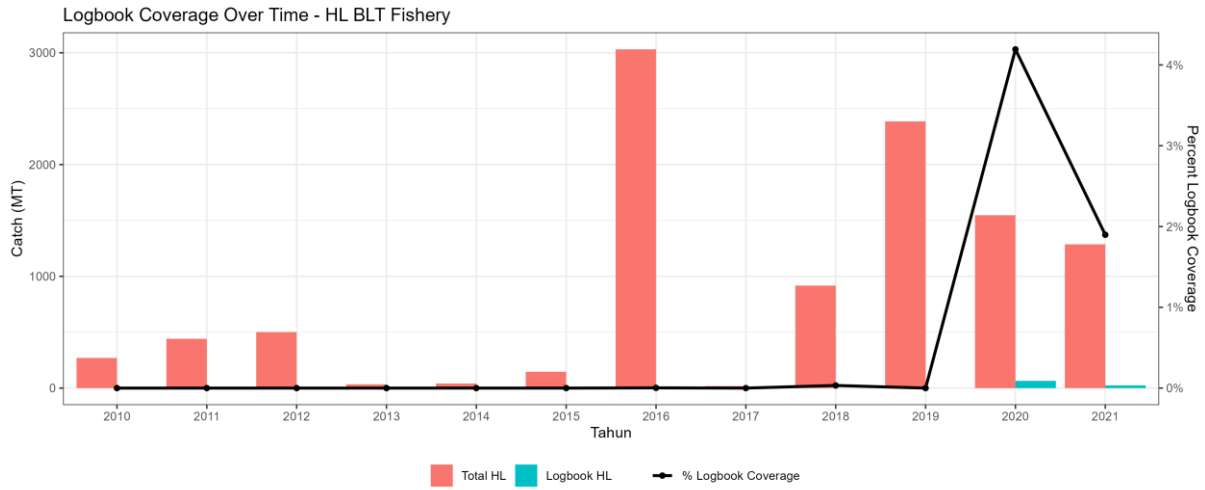 Logbook Coverage Over Time - HL BLT Fishery
Catch (MT)
3000
2000
1000
0
4%
3%
2%
1%
0%
Percent Logbook Coverage
2010 2011 2012 2013 2014 2015 2016 2017 2018 2019 2020 2021
Tahun
Total HL Logbook HL % Logbook Coverage